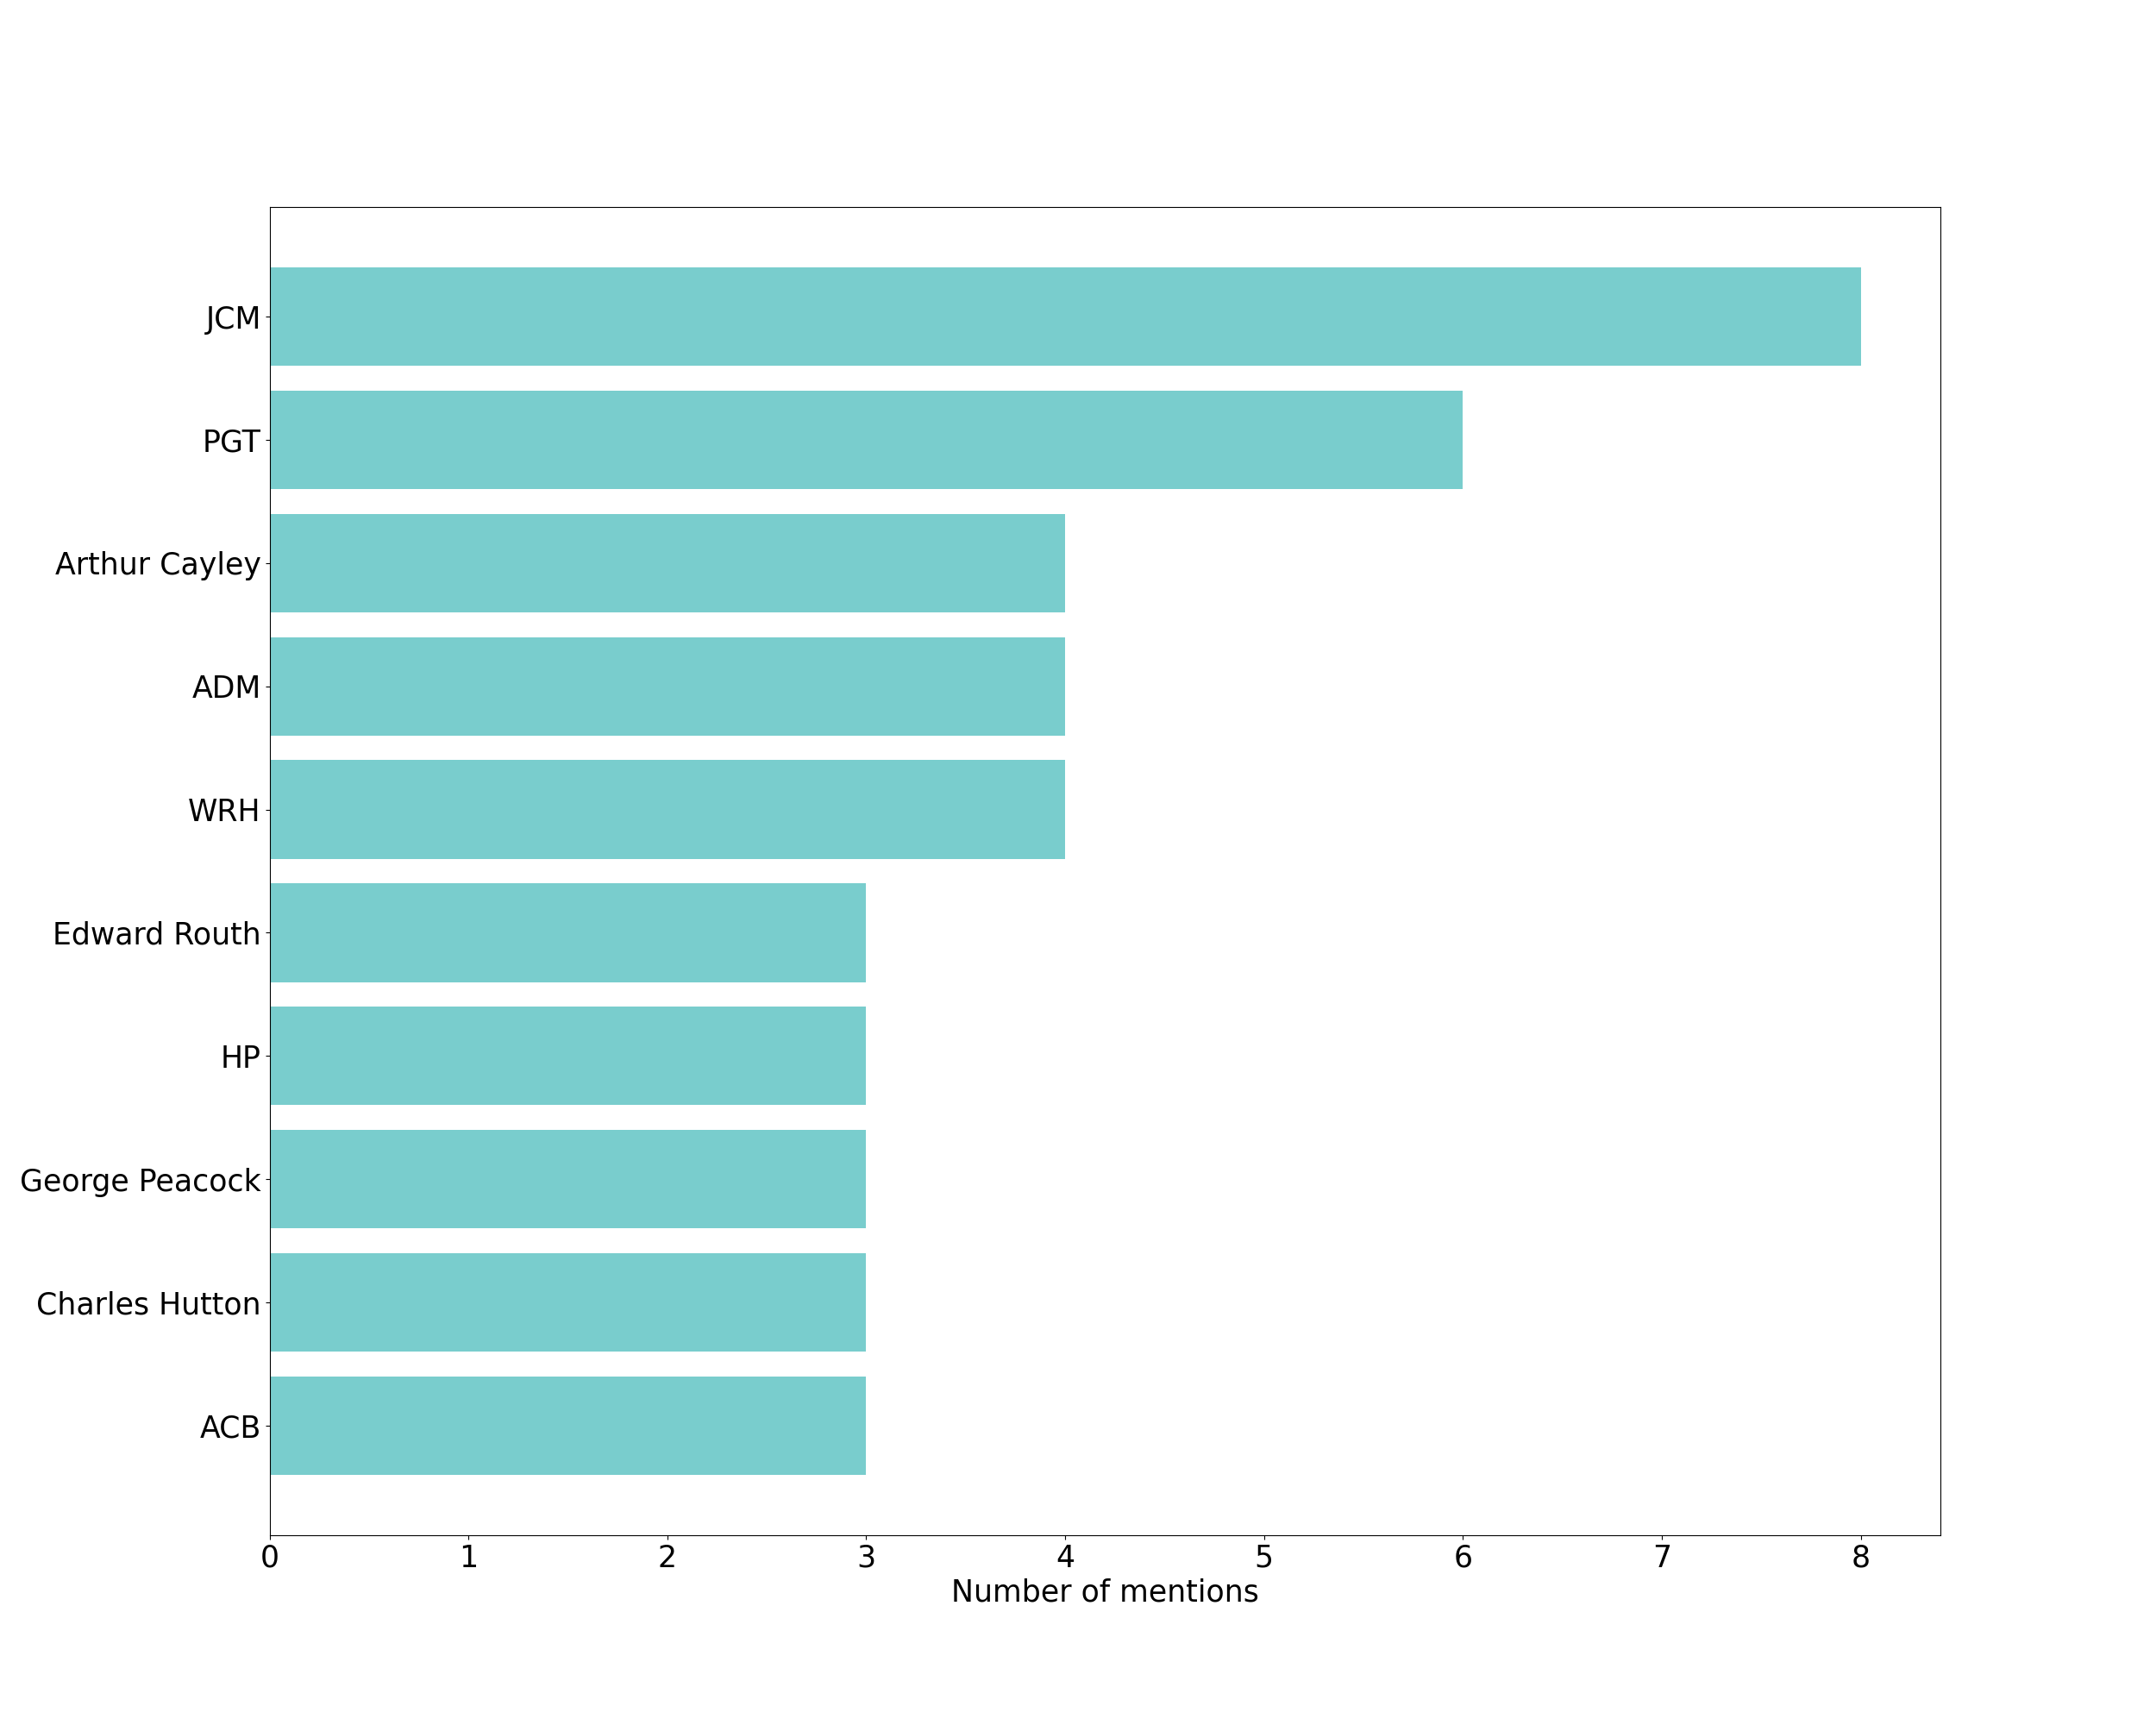 JCM
PGT
Arthur Cayley
ADM
WRH
Edward Routh
HP
George Peacock
Charles Hutton
ACB
0 1 2 3 4 5 6 7 8
Number of mentions